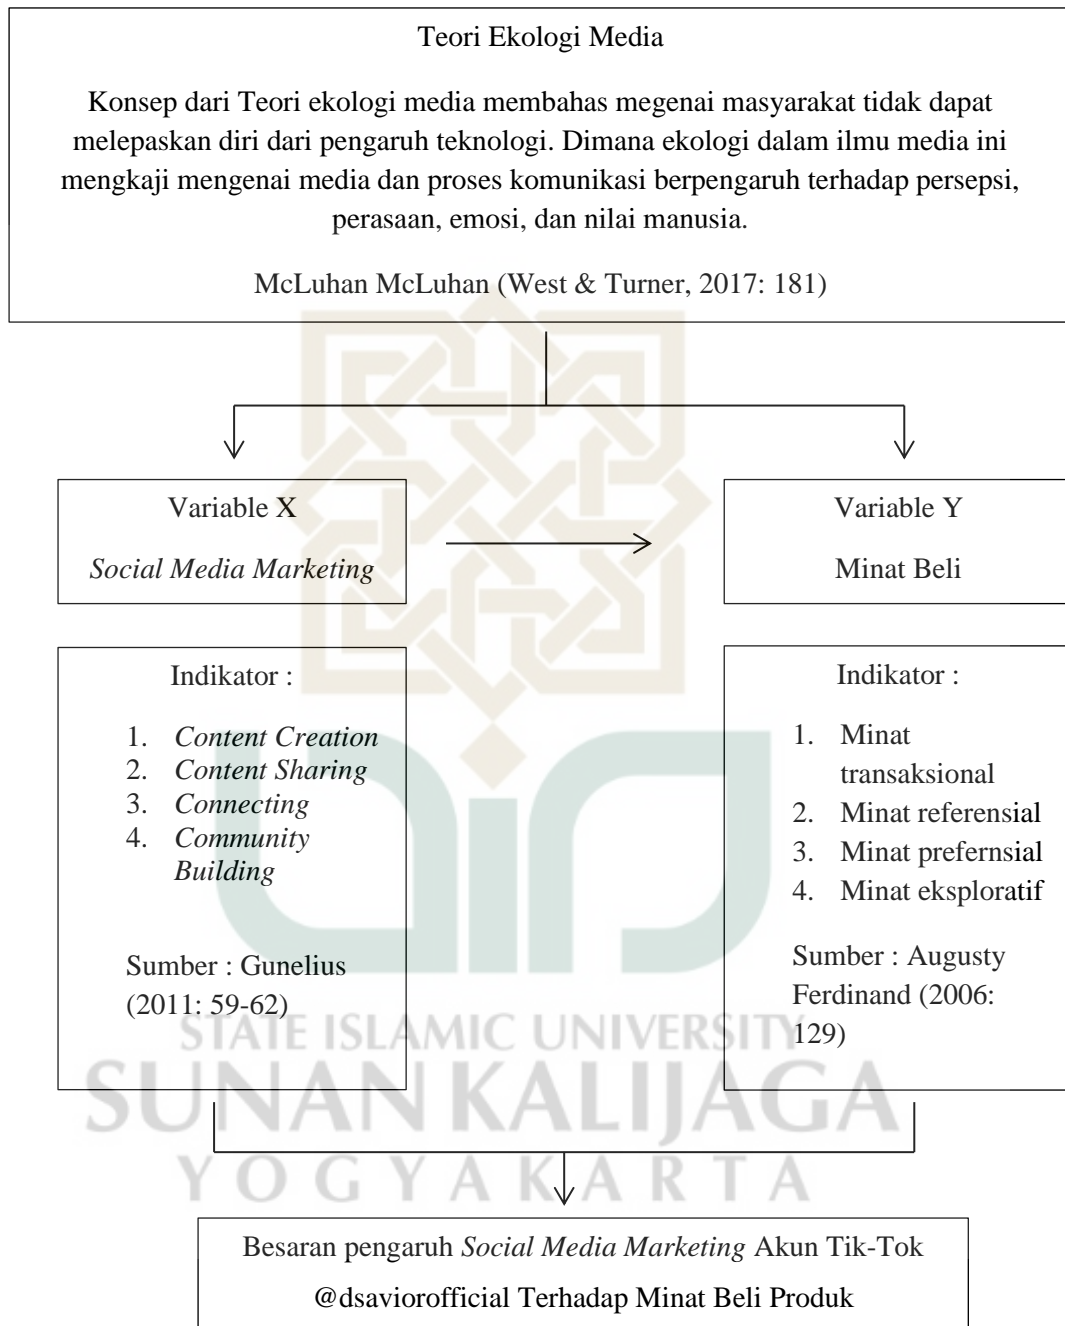 Teori Ekologi Media
Konsep dari Teori ekologi media membahas megenai masyarakat tidak dapat
melepaskan diri dari pengaruh teknologi. Dimana ekologi dalam ilmu media ini
mengkaji mengenai media dan proses komunikasi berpengaruh terhadap persepsi,
perasaan, emosi, dan nilai manusia.
McLuhan McLuhan (West & Turner, 2017: 181)
Variable X
Social Media Marketing
Variable Y
Minat Beli
Indikator :
1. Content Creation
2. Content Sharing
3. Connecting
4. Community
Building
Sumber : Gunelius
(2011: 59-62)
Indikator :
1. Minat
transaksional
2. Minat referensial
3. Minat prefernsial
4. Minat eksploratif
Sumber : Augusty
Ferdinand (2006:
129)
STATE ISLAMIC UNIVERSITY
SUNAN KALIJAGA
YOGYAKARTA
Besaran pengaruh Social Media Marketing Akun Tik-Tok
@dsaviorofficial Terhadap Minat Beli Produk